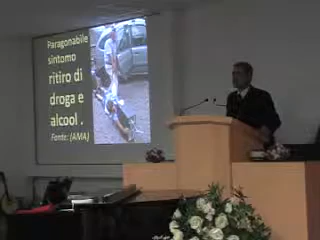 Paragonabile
sintomo
ritiro di
droga e
alcool .
Fonte: (AMA)